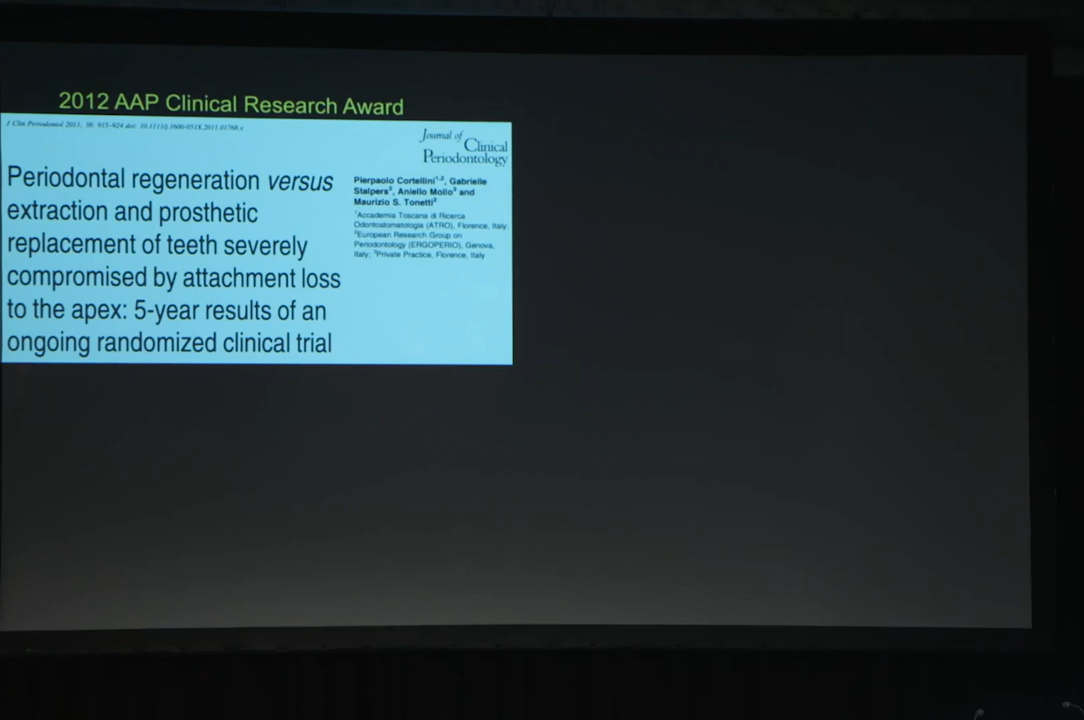 2012 AAP Clinical Research Award
J Clin Periodontol 2011; 38: 915–924 doi: 10.1111/j.1600-051X.2011.01768.x
Journal of
Clinical
Periodontology
Periodontal regeneration versus
extraction and prosthetic
replacement of teeth severely
compromised by attachment loss
to the apex: 5-year results of an
ongoing randomized clinical trial
Pierpaolo Cortellini1,2, Gabrielle
Stalpers2, Aniello Mollo3 and
Maurizio S. Tonetti2
1Accademia Toscana di Ricerca
Odontostomatologia (ATRO), Florence, Italy;
2European Research Group on
Periodontology (ERGOPERIO), Genova,
Italy; 3Private Practice, Florence, Italy